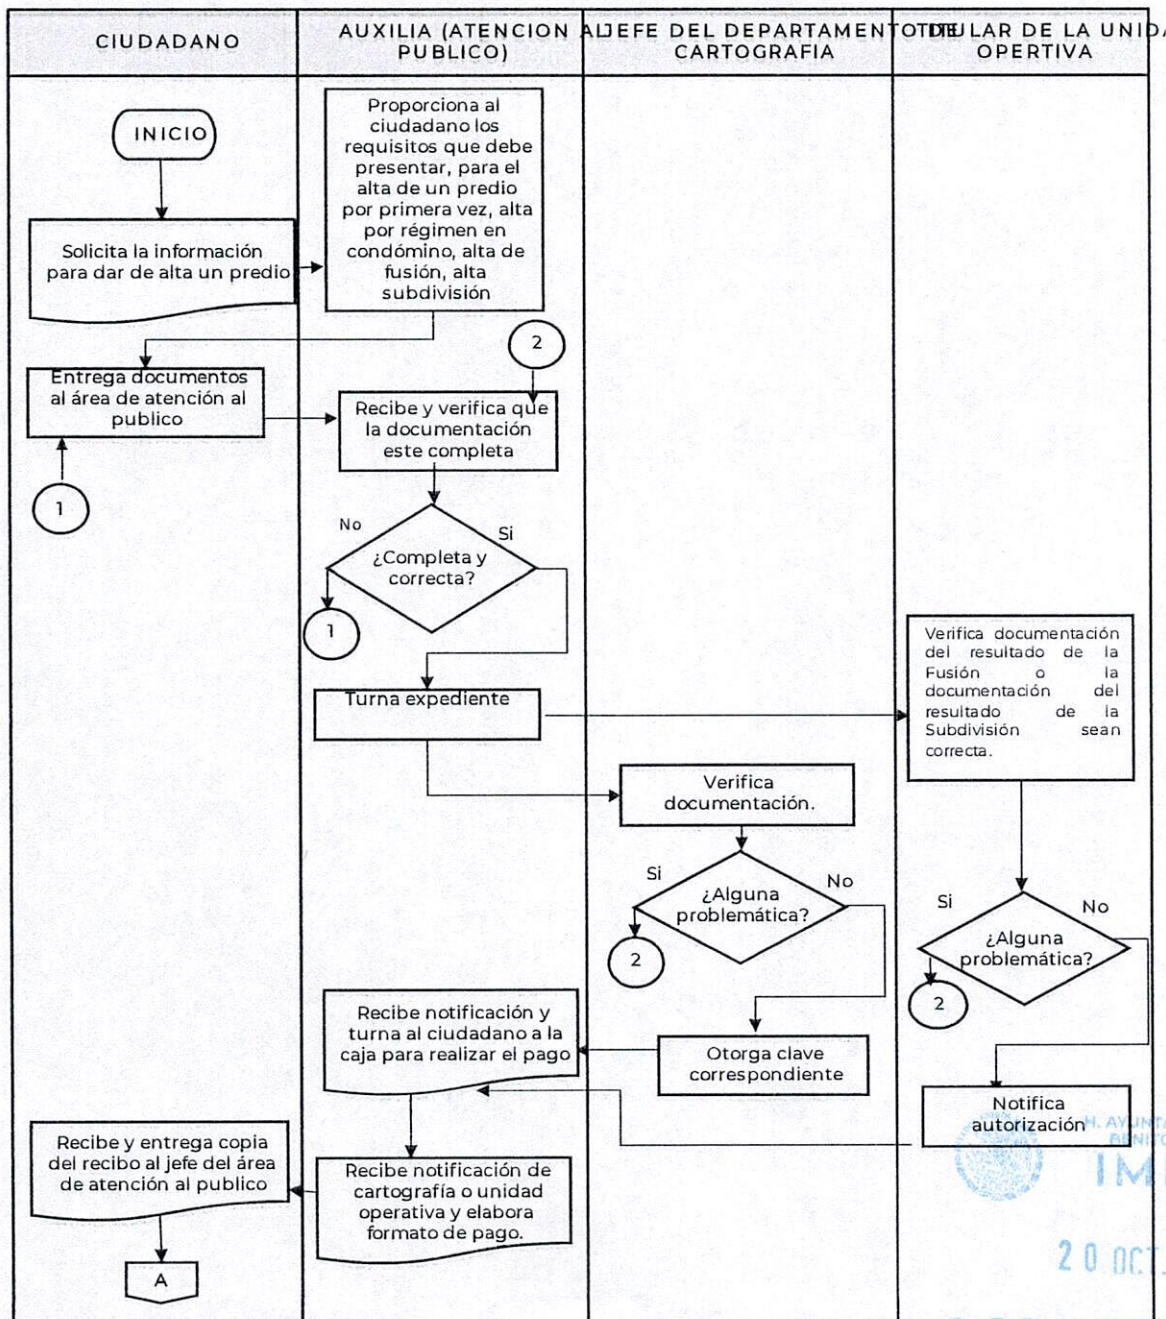 CIUDADANO
AUXILIA (ATENCION AL
PUBLICO)
JEFE DEL DEPARTAMENTO DE
CARTOGRAFIA
TITULAR DE LA UNIDA
OPERTIVA
INICIO
Proporciona al
ciudadano los
requisitos que debe
presentar, para el
alta de un predio
por primera vez, alta
por régimen en
condómino, alta de
fusión, alta
subdivisión
Solicita la información
para dar de alta un predio
2
Entrega documentos
al área de atención al
publico
Recibe y verifica que
la documentación
este completa
1
No
Si
¿Completa y
correcta?
1
Turna expediente
Verifica documentación
del resultado de la
Fusión o la
documentación del
resultado de la
Subdivisión sean
correcta.
Verifica
documentación.
Si
No
¿Alguna
problemática?
2
Si
No
¿Alguna
problemática?
2
Recibe notificación y
turna al ciudadano a la
caja para realizar el pago
Otorga clave
correspondiente
Notifica
autorización
Recibe y entrega copia
del recibo al jefe del área
de atención al publico
Recibe notificación de
cartografía o unidad
operativa y elabora
formato de pago.
A
H. AYUNTA
BENITO
IM
20 OCT.